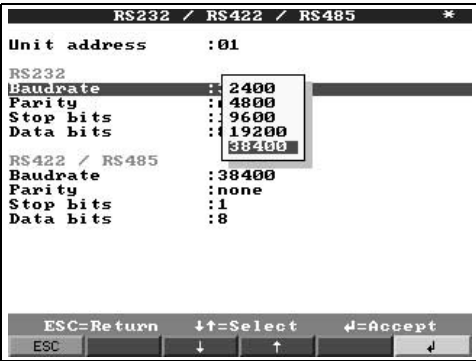 RS232 / RS422 / RS485 *
Unit address :01
RS232
Baudrate :
Parity :
Stop bits :
Data bits :
2400
4800
9600
19200
38400
RS422 / RS485
Baudrate :38400
Parity :none
Stop bits :1
Data bits :8
ESC=Return ↓↑=Select ↲=Accept
ESC ↓ ↑ ↲